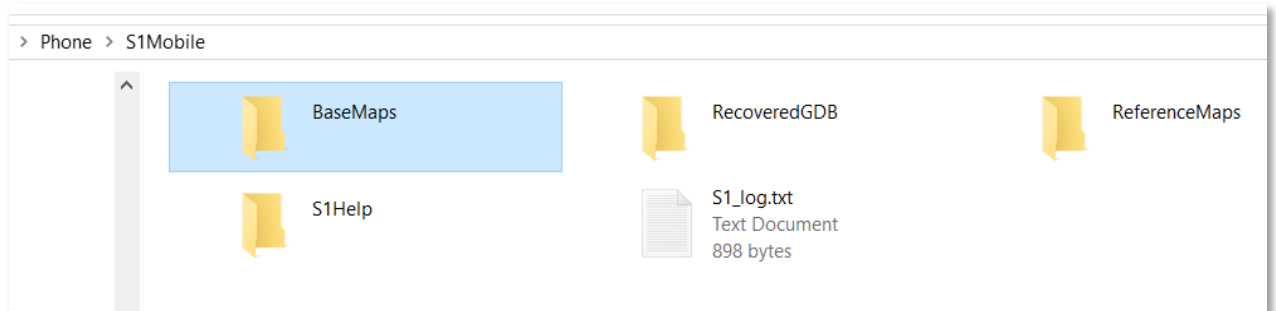 > Phone > S1Mobile
BaseMaps
RecoveredGDB
ReferenceMaps
S1Help
S1_log.txt
Text Document
898 bytes